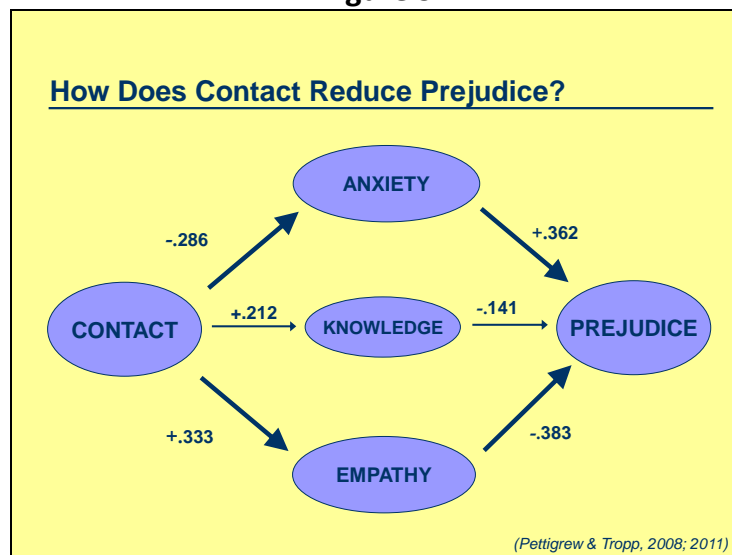 How Does Contact Reduce Prejudice?
ANXIETY
-.286
+.362
+.212
-.141
CONTACT
KNOWLEDGE
PREJUDICE
+.333
-.383
EMPATHY
(Pettigrew & Tropp, 2008; 2011)